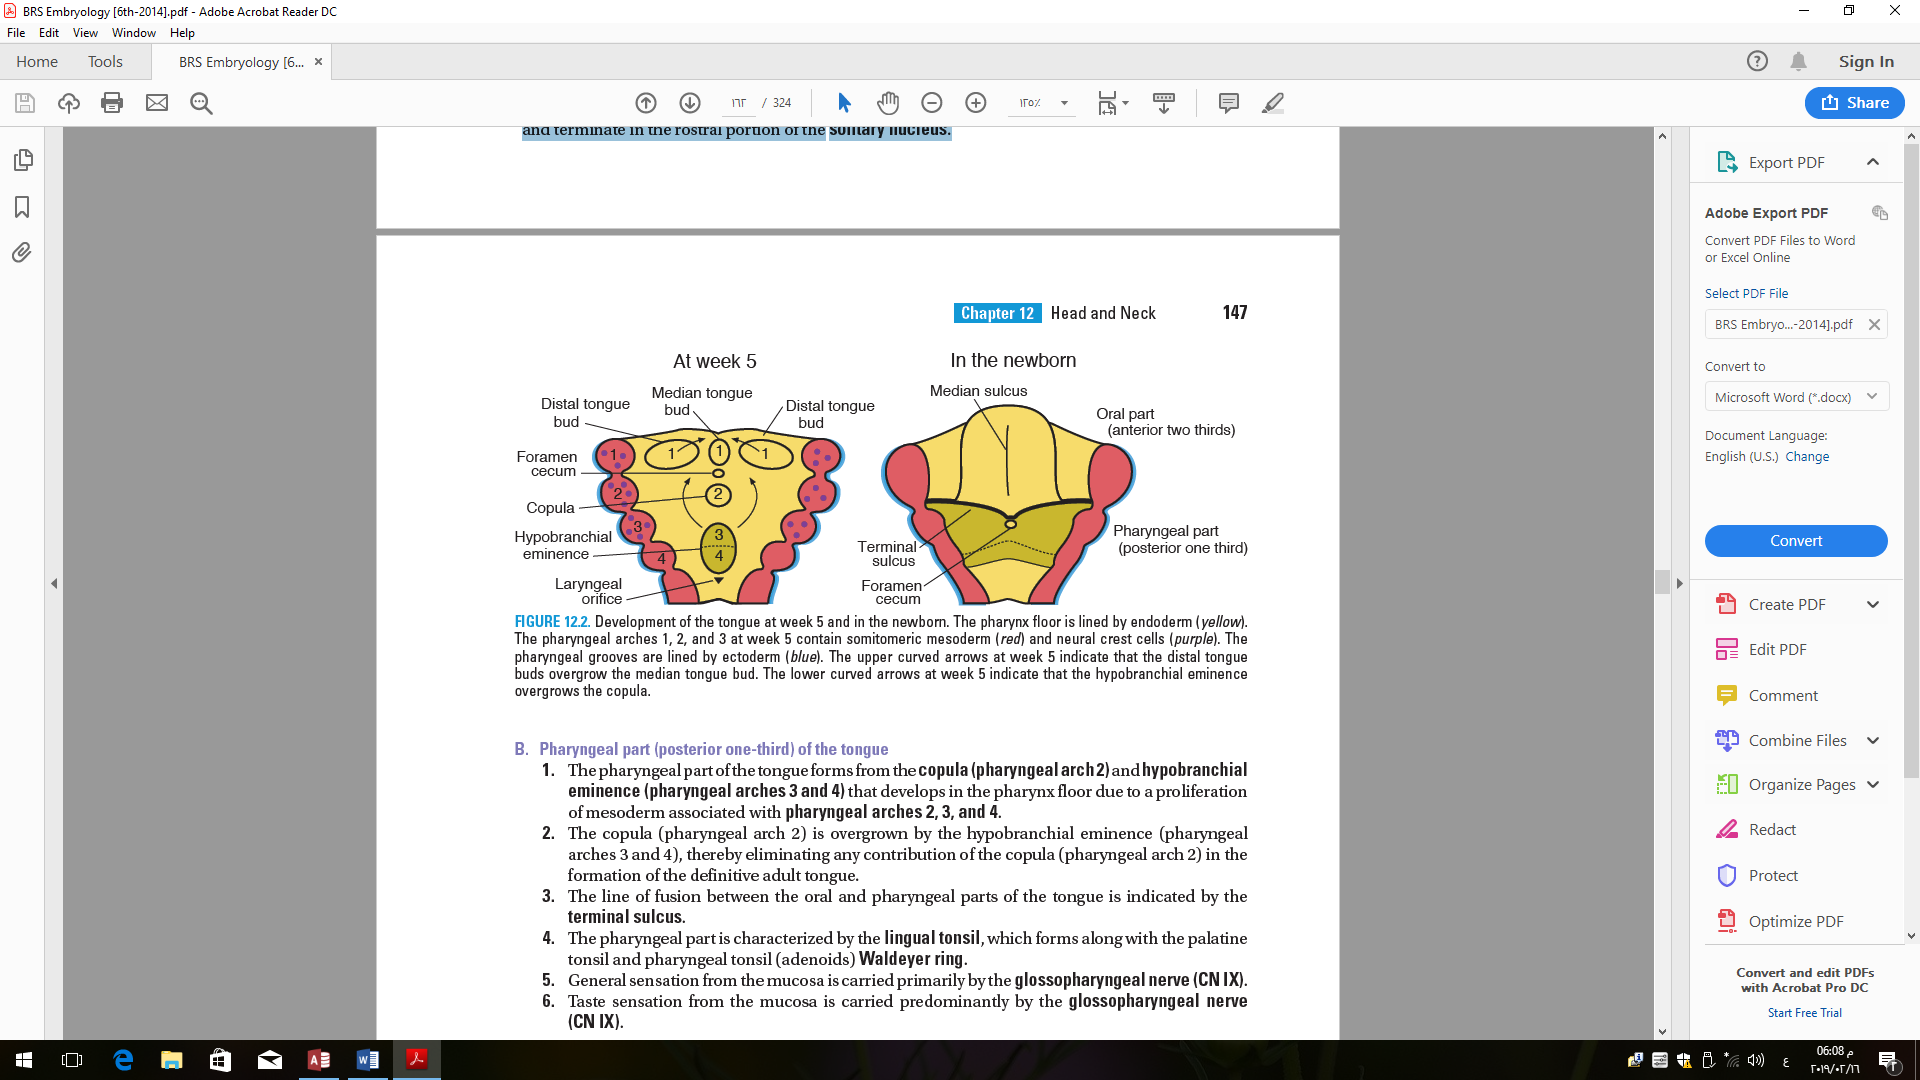 BRS Embryology [6th-2014].pdf - Adobe Acrobat Reader DC
File Edit View Window Help
Home Tools BRS Embryology [6... ×
Sign In
١٦٣ / 324
١٢٥٪
Share
and terminate in the rostral portion of the solitary nucleus.
Chapter 12 Head and Neck 147
At week 5
In the newborn
Distal tongue
bud
Median tongue
bud
Distal tongue
bud
Foramen
cecum
Copula
Hypobranchial
eminence
Laryngeal
orifice
1 1 1 1
2 2
3 3
4 4
Median sulcus
Oral part
(anterior two thirds)
Pharyngeal part
(posterior one third)
Terminal
sulcus
Foramen
cecum
FIGURE 12.2. Development of the tongue at week 5 and in the newborn. The pharynx floor is lined by endoderm (yellow).
The pharyngeal arches 1, 2, and 3 at week 5 contain somitomeric mesoderm (red) and neural crest cells (purple). The
pharyngeal grooves are lined by ectoderm (blue). The upper curved arrows at week 5 indicate that the distal tongue
buds overgrow the median tongue bud. The lower curved arrows at week 5 indicate that the hypobranchial eminence
overgrows the copula.
B. Pharyngeal part (posterior one-third) of the tongue
1. The pharyngeal part of the tongue forms from the copula (pharyngeal arch 2) and hypobranchial
eminence (pharyngeal arches 3 and 4) that develops in the pharynx floor due to a proliferation
of mesoderm associated with pharyngeal arches 2, 3, and 4.
2. The copula (pharyngeal arch 2) is overgrown by the hypobranchial eminence (pharyngeal
arches 3 and 4), thereby eliminating any contribution of the copula (pharyngeal arch 2) in the
formation of the definitive adult tongue.
3. The line of fusion between the oral and pharyngeal parts of the tongue is indicated by the
terminal sulcus.
4. The pharyngeal part is characterized by the lingual tonsil, which forms along with the palatine
tonsil and pharyngeal tonsil (adenoids) Waldeyer ring.
5. General sensation from the mucosa is carried primarily by the glossopharyngeal nerve (CN IX).
6. Taste sensation from the mucosa is carried predominantly by the glossopharyngeal nerve
(CN IX).
Export PDF
Adobe Export PDF
Convert PDF Files to Word
or Excel Online
Select PDF File
BRS Embryo...-2014].pdf
Convert to
Microsoft Word (*.docx)
Document Language:
English (U.S.) Change
Convert
Create PDF
Edit PDF
Comment
Combine Files
Organize Pages
Redact
Protect
Optimize PDF
Convert and edit PDFs
with Acrobat Pro DC
Start Free Trial
ع
06:08 م
٢٠١٩/٠٢/١٦
1